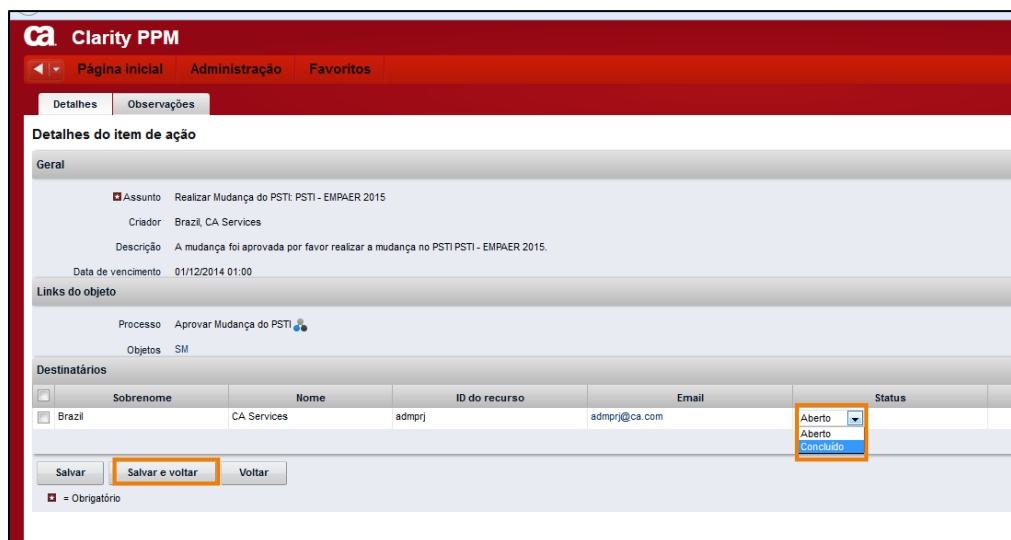 ca Clarity PPM
Página inicial Administração Favoritos
Detalhes Observações
Detalhes do item de ação
Geral
Assunto Realizar Mudança do PSTI: PSTI - EMPAER 2015
Criador Brazil, CA Services
Descrição A mudança foi aprovada por favor realizar a mudança no PSTI PSTI - EMPAER 2015.
Data de vencimento 01/12/2014 01:00
Links do objeto
Processo Aprovar Mudança do PSTI
Objetos SM
Destinatários
Sobrenome Nome ID do recurso Email Status
Brazil CA Services admprj admprj@ca.com Aberto
Aberto
Concluído
Salvar Salvar e voltar Voltar
= Obrigatório